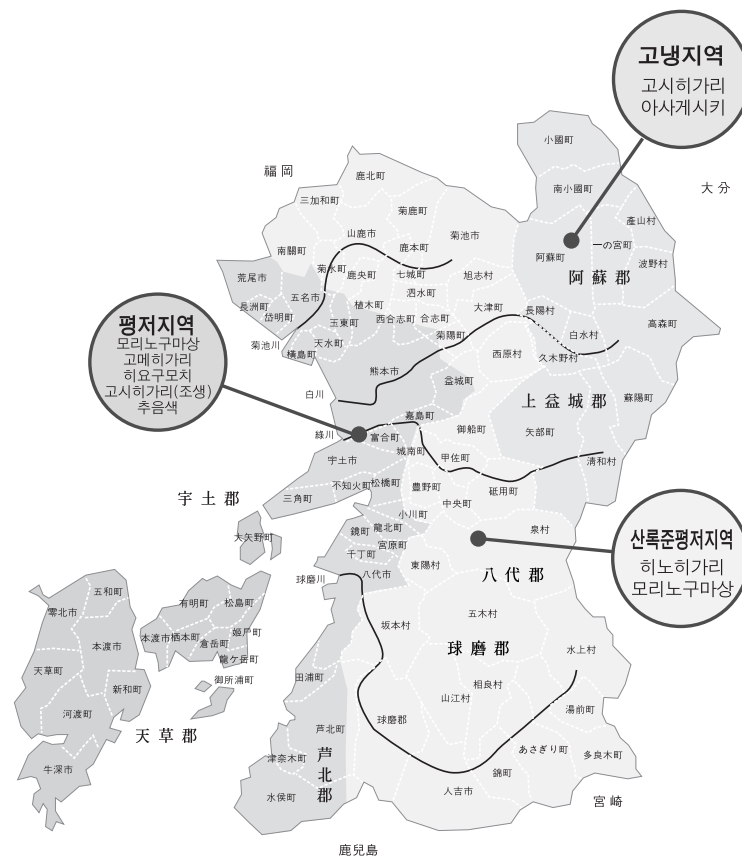 고냉지역
고시히가리
아사게시키
小國町
福岡
鹿北町
大分
南小國町
三加和町
菊鹿町
産山村
山鹿市
菊池市
鹿本町
一の宮町
南關町
阿蘇町
波野村
菊水町
鹿央町
七城町
旭志村
阿蘇郡
荒尾市
泗水町
五名市
長洲町
植木町
大津町
長陽村
岱明町
玉東町
西合志町
合志町
高森町
평저지역
모리노구마상
고메히가리
히요구모치
고시히가리(조생)
추음색
菊池川
天水町
菊陽町
白水村
橫島町
西原村
久木野村
熊本市
益城町
蘇陽町
白川
上益城郡
嘉島町
綠川
富合町
御船町
矢部町
城南町
甲佐町
宇土市
淸和村
不知火町
松橋町
豊野町
砥用町
宇土郡
三角町
中央町
小川町
大矢野町
鏡町
龍北町
泉村
산록준평저지역
히노히가리
모리노구마상
宮原町
千丁町
東陽村
八代郡
球磨川
八代市
五和町
有明町
松島町
零北市
五木村
坂本村
姬戶町
本渡市
栖本町
倉岳町
本渡市
球磨郡
水上村
龍ケ岳町
天草町
田浦町
御所浦町
相良村
新和町
山江村
河渡町
湯前町
球磨郡
天草郡
芦北町
あさぎり町
多良木町
津奈木町
芦北郡
牛深市
錦町
水俣町
人吉市
宮崎
鹿兒島